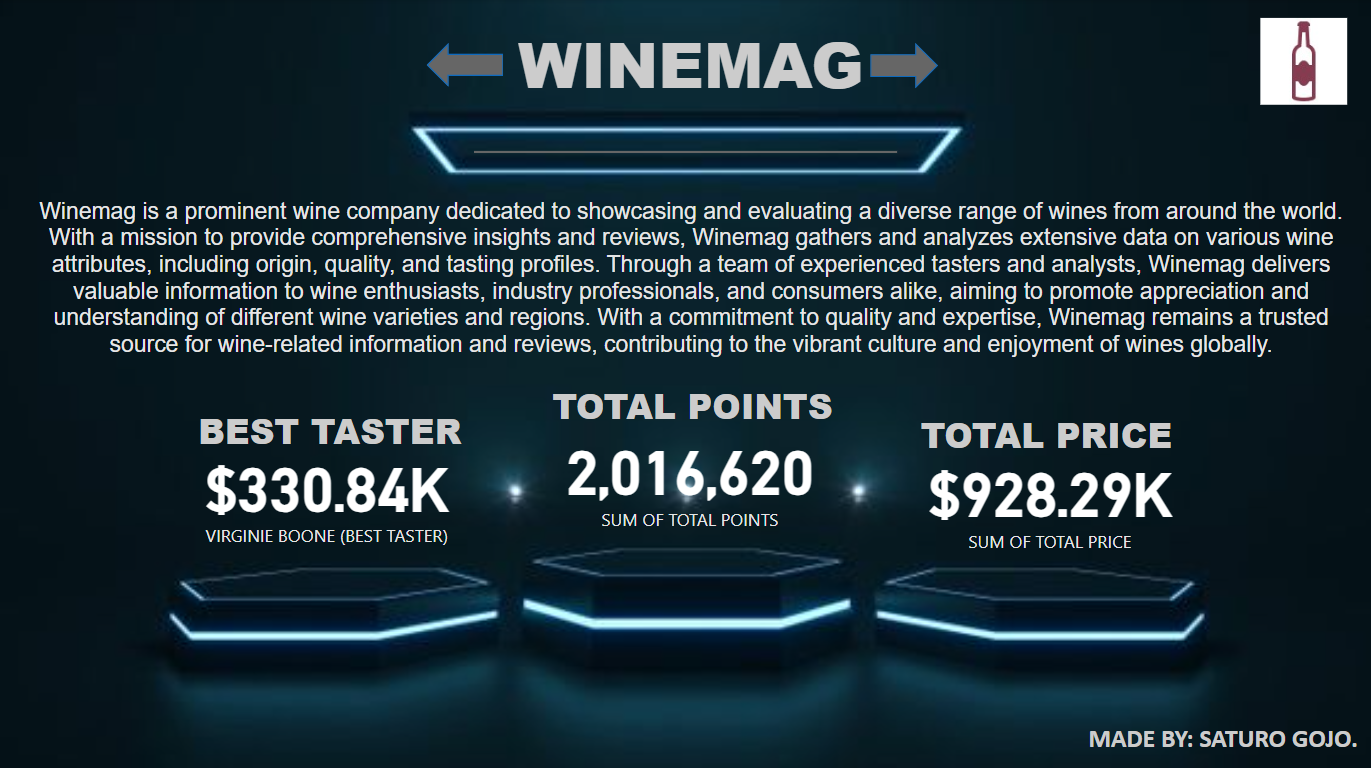 WINEMAG
Winemag is a prominent wine company dedicated to showcasing and evaluating a diverse range of wines from around the world.
With a mission to provide comprehensive insights and reviews, Winemag gathers and analyzes extensive data on various wine
attributes, including origin, quality, and tasting profiles. Through a team of experienced tasters and analysts, Winemag delivers
valuable information to wine enthusiasts, industry professionals, and consumers alike, aiming to promote appreciation and
understanding of different wine varieties and regions. With a commitment to quality and expertise, Winemag remains a trusted
source for wine-related information and reviews, contributing to the vibrant culture and enjoyment of wines globally.
BEST TASTER
$330.84K
VIRGINIE BOONE (BEST TASTER)
TOTAL POINTS
2,016,620
SUM OF TOTAL POINTS
TOTAL PRICE
$928.29K
SUM OF TOTAL PRICE
MADE BY: SATURO GOJO.